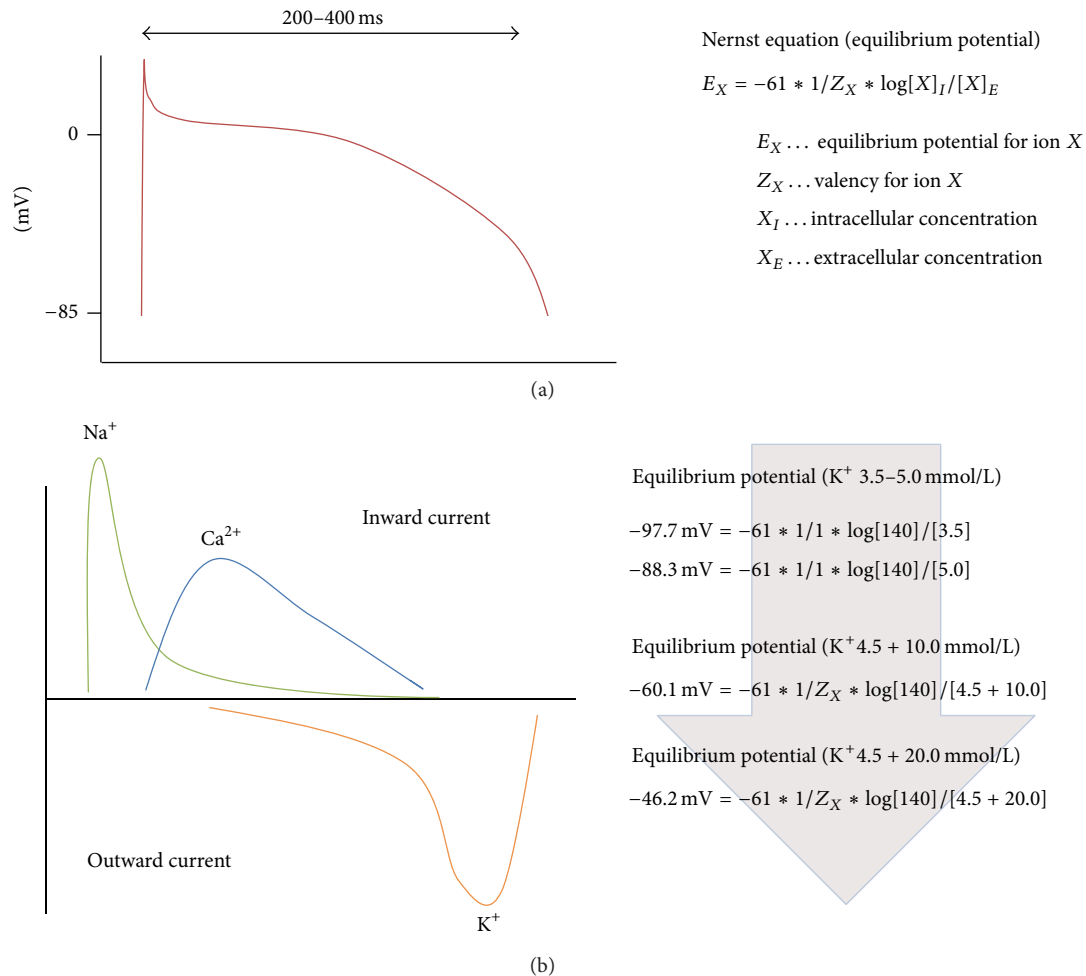 200–400 ms
0
(mV)
−85
Nernst equation (equilibrium potential)
E_X = −61 * 1/Z_X * log[X]_I/[X]_E
E_X … equilibrium potential for ion X
Z_X … valency for ion X
X_I … intracellular concentration
X_E … extracellular concentration
(a)
Na⁺
Ca²⁺
Inward current
Outward current
K⁺
Equilibrium potential (K⁺ 3.5–5.0 mmol/L)
−97.7 mV = −61 * 1/1 * log[140]/[3.5]
−88.3 mV = −61 * 1/1 * log[140]/[5.0]
Equilibrium potential (K⁺ 4.5 + 10.0 mmol/L)
−60.1 mV = −61 * 1/Z_X * log[140]/[4.5 + 10.0]
Equilibrium potential (K⁺ 4.5 + 20.0 mmol/L)
−46.2 mV = −61 * 1/Z_X * log[140]/[4.5 + 20.0]
(b)